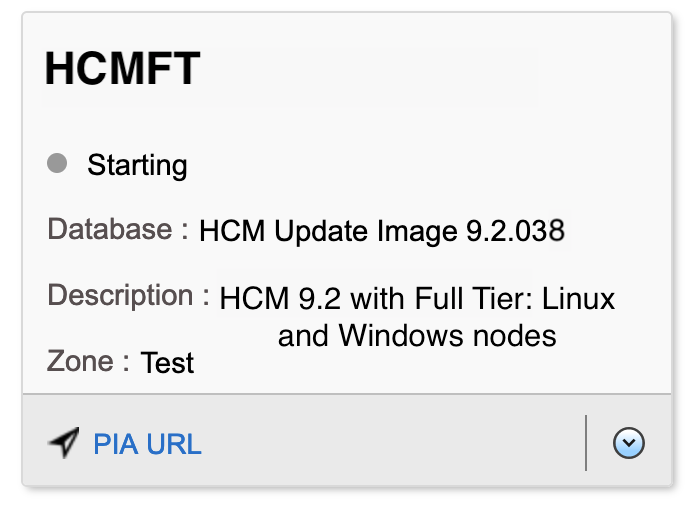 HCMFT
Starting
Database : HCM Update Image 9.2.038
Description : HCM 9.2 with Full Tier: Linux
and Windows nodes
Zone : Test
PIA URL